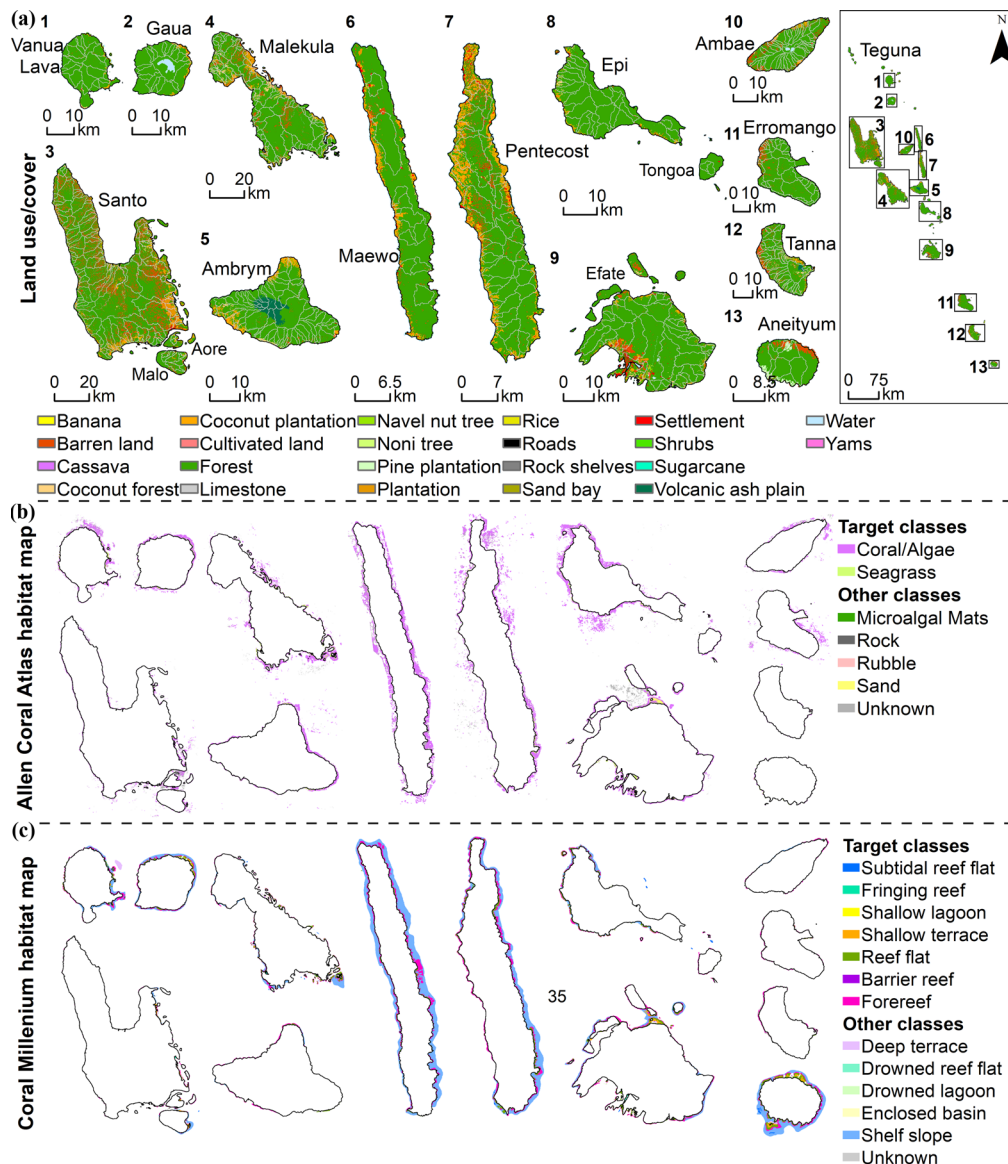 (a)
1
2
4
6
7
8
10
N
Vanua
Lava
Gaua
Malekula
Epi
Ambae
Teguna
0 10
km
0 10
km
0 10
km
1
2
3
10
6
7
5
4
8
9
11
12
13
3
Santo
0 20
km
Pentecost
0 10
km
Tongoa
11
Erromango
0 10
km
5
Ambrym
Maewo
9
Efate
12
Tanna
0 10
km
13
Aneityum
Aore
Malo
0 20
km
0 10
km
0 6.5
km
0 7
km
0 10
km
0 8.5
km
0 75
km
Land use/cover
Banana
Coconut plantation
Navel nut tree
Rice
Settlement
Water
Barren land
Cultivated land
Noni tree
Roads
Shrubs
Yams
Cassava
Forest
Pine plantation
Rock shelves
Sugarcane
Coconut forest
Limestone
Plantation
Sand bay
Volcanic ash plain
(b)
Allen Coral Atlas habitat map
Target classes
Coral/Algae
Seagrass
Other classes
Microalgal Mats
Rock
Rubble
Sand
Unknown
(c)
Coral Millenium habitat map
35
Target classes
Subtidal reef flat
Fringing reef
Shallow lagoon
Shallow terrace
Reef flat
Barrier reef
Forereef
Other classes
Deep terrace
Drowned reef flat
Drowned lagoon
Enclosed basin
Shelf slope
Unknown